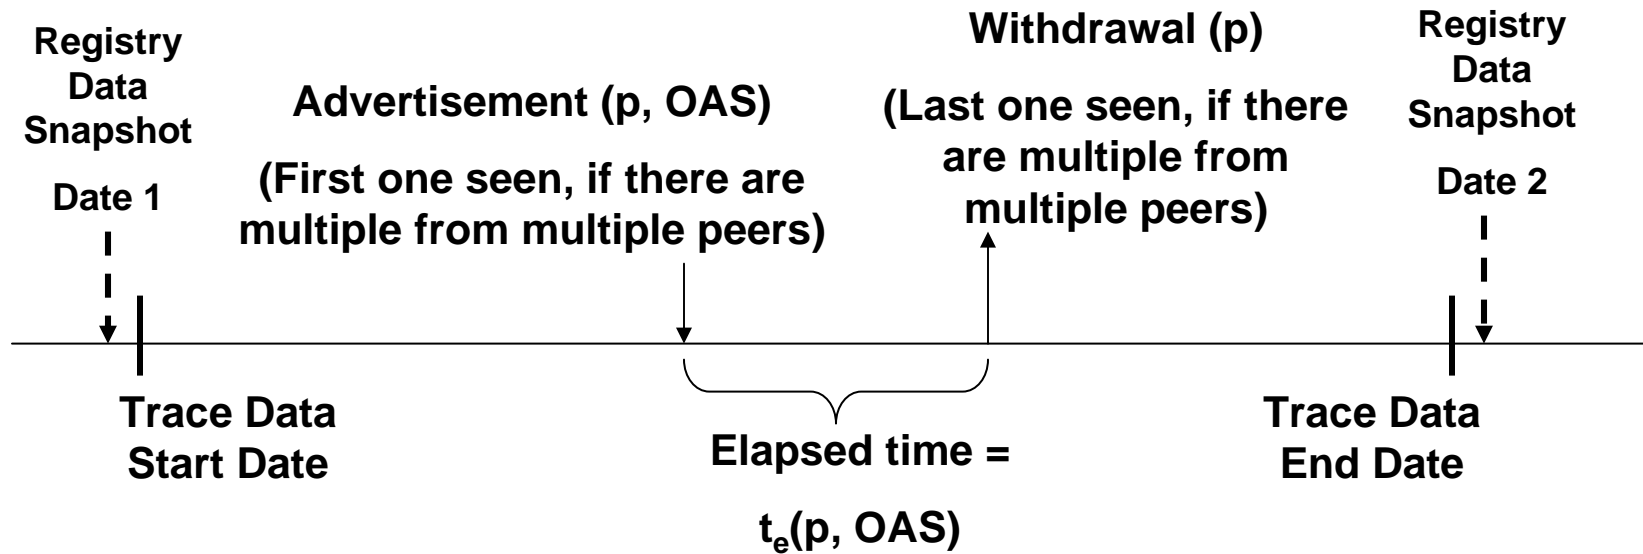 Registry
Data
Snapshot
Date 1
Advertisement (p, OAS)
(First one seen, if there are
multiple from multiple peers)
Withdrawal (p)
(Last one seen, if there
are multiple from
multiple peers)
Registry
Data
Snapshot
Date 2
Trace Data
Start Date
Elapsed time =
te(p, OAS)
Trace Data
End Date